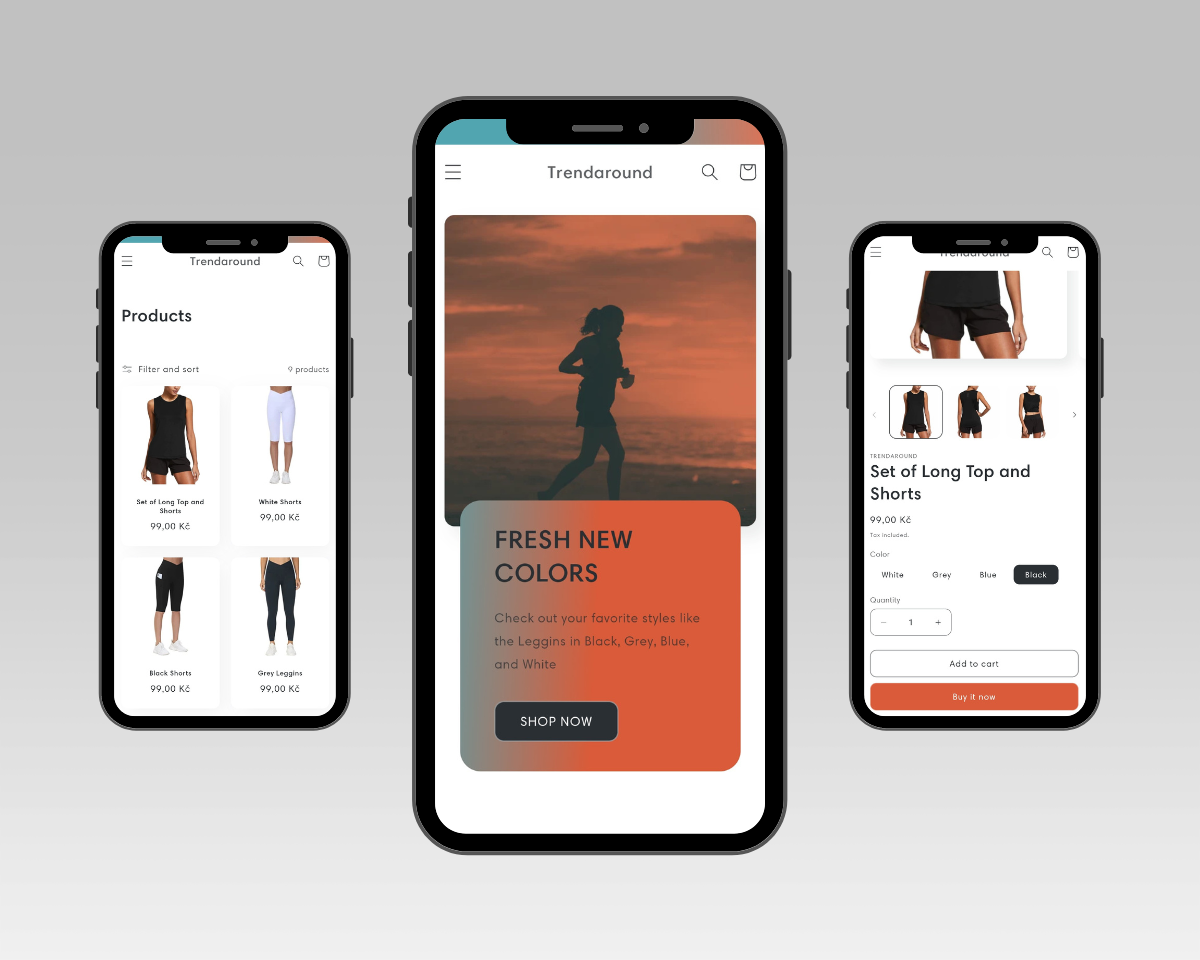 Trendaround
Products
Filter and sort
9 products
Set of Long Top and
Shorts
99,00 Kč
White Shorts
99,00 Kč
Black Shorts
99,00 Kč
Grey Leggins
99,00 Kč
Trendaround
FRESH NEW
COLORS
Check out your favorite styles like
the Leggins in Black, Grey, Blue,
and White
SHOP NOW
Trendaround
TRENDAROUND
Set of Long Top and
Shorts
99,00 Kč
Tax included.
Color
White Grey Blue Black
Quantity
− 1 +
Add to cart
Buy it now